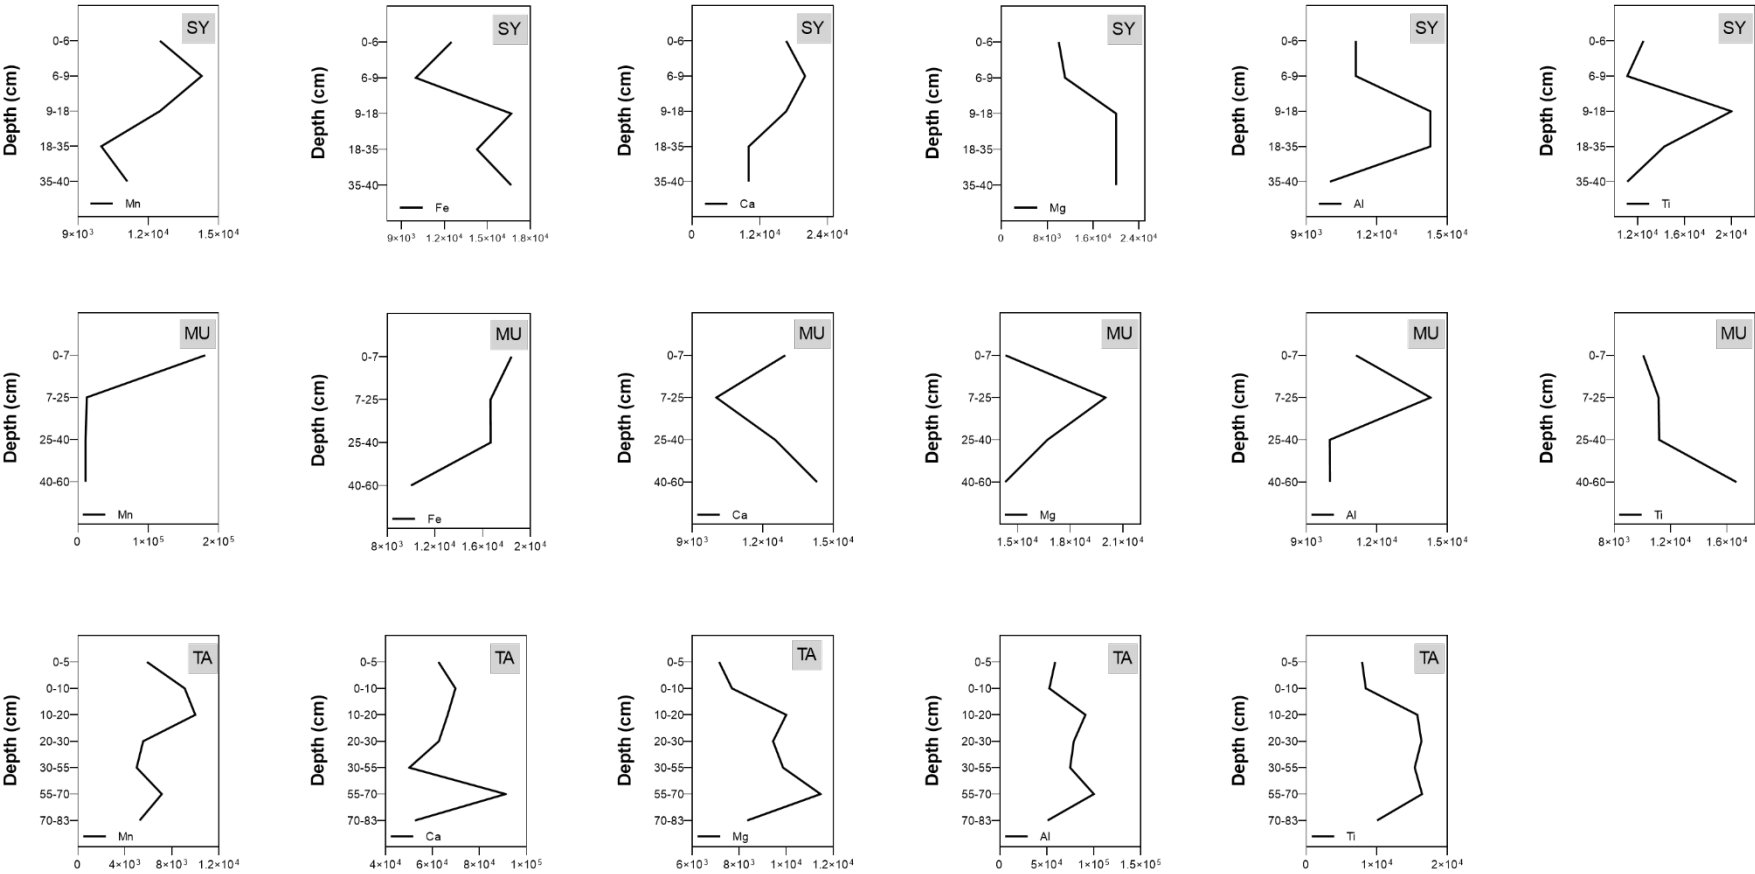 SY
Depth (cm)
0-6
6-9
9-18
18-35
35-40
Mn
9×10³ 1.2×10⁴ 1.5×10⁴
SY
Depth (cm)
0-6
6-9
9-18
18-35
35-40
Fe
9×10³ 1.2×10⁴ 1.5×10⁴ 1.8×10⁴
SY
Depth (cm)
0-6
6-9
9-18
18-35
35-40
Ca
0 1.2×10⁴ 2.4×10⁴
SY
Depth (cm)
0-6
6-9
9-18
18-35
35-40
Mg
0 8×10³ 1.6×10⁴ 2.4×10⁴
SY
Depth (cm)
0-6
6-9
9-18
18-35
35-40
Al
9×10³ 1.2×10⁴ 1.5×10⁴
SY
Depth (cm)
0-6
6-9
9-18
18-35
35-40
Ti
1.2×10⁴ 1.6×10⁴ 2×10⁴
MU
Depth (cm)
0-7
7-25
25-40
40-60
Mn
0 1×10⁵ 2×10⁵
MU
Depth (cm)
0-7
7-25
25-40
40-60
Fe
8×10³ 1.2×10⁴ 1.6×10⁴ 2×10⁴
MU
Depth (cm)
0-7
7-25
25-40
40-60
Ca
9×10³ 1.2×10⁴ 1.5×10⁴
MU
Depth (cm)
0-7
7-25
25-40
40-60
Mg
1.5×10⁴ 1.8×10⁴ 2.1×10⁴
MU
Depth (cm)
0-7
7-25
25-40
40-60
Al
9×10³ 1.2×10⁴ 1.5×10⁴
MU
Depth (cm)
0-7
7-25
25-40
40-60
Ti
8×10³ 1.2×10⁴ 1.6×10⁴
TA
Depth (cm)
0-5
0-10
10-20
20-30
30-55
55-70
70-83
Mn
0 4×10³ 8×10³ 1.2×10⁴
TA
Depth (cm)
0-5
0-10
10-20
20-30
30-55
55-70
70-83
Ca
4×10⁴ 6×10⁴ 8×10⁴ 1×10⁵
TA
Depth (cm)
0-5
0-10
10-20
20-30
30-55
55-70
70-83
Mg
6×10³ 8×10³ 1×10⁴ 1.2×10⁴
TA
Depth (cm)
0-5
0-10
10-20
20-30
30-55
55-70
70-83
Al
0 5×10⁴ 1×10⁵ 1.5×10⁵
TA
Depth (cm)
0-5
0-10
10-20
20-30
30-55
55-70
70-83
Ti
0 1×10⁴ 2×10⁴